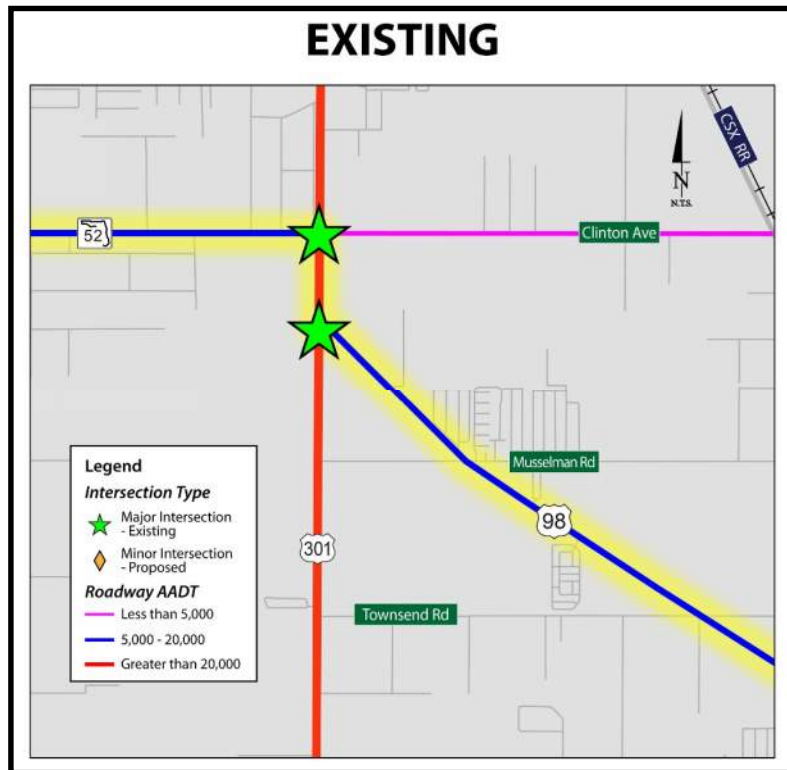 EXISTING
CSX RR
N
N.T.S.
52
Clinton Ave
Musselman Rd
98
301
Townsend Rd
Legend
Intersection Type
Major Intersection
- Existing
Minor Intersection
- Proposed
Roadway AADT
Less than 5,000
5,000 - 20,000
Greater than 20,000